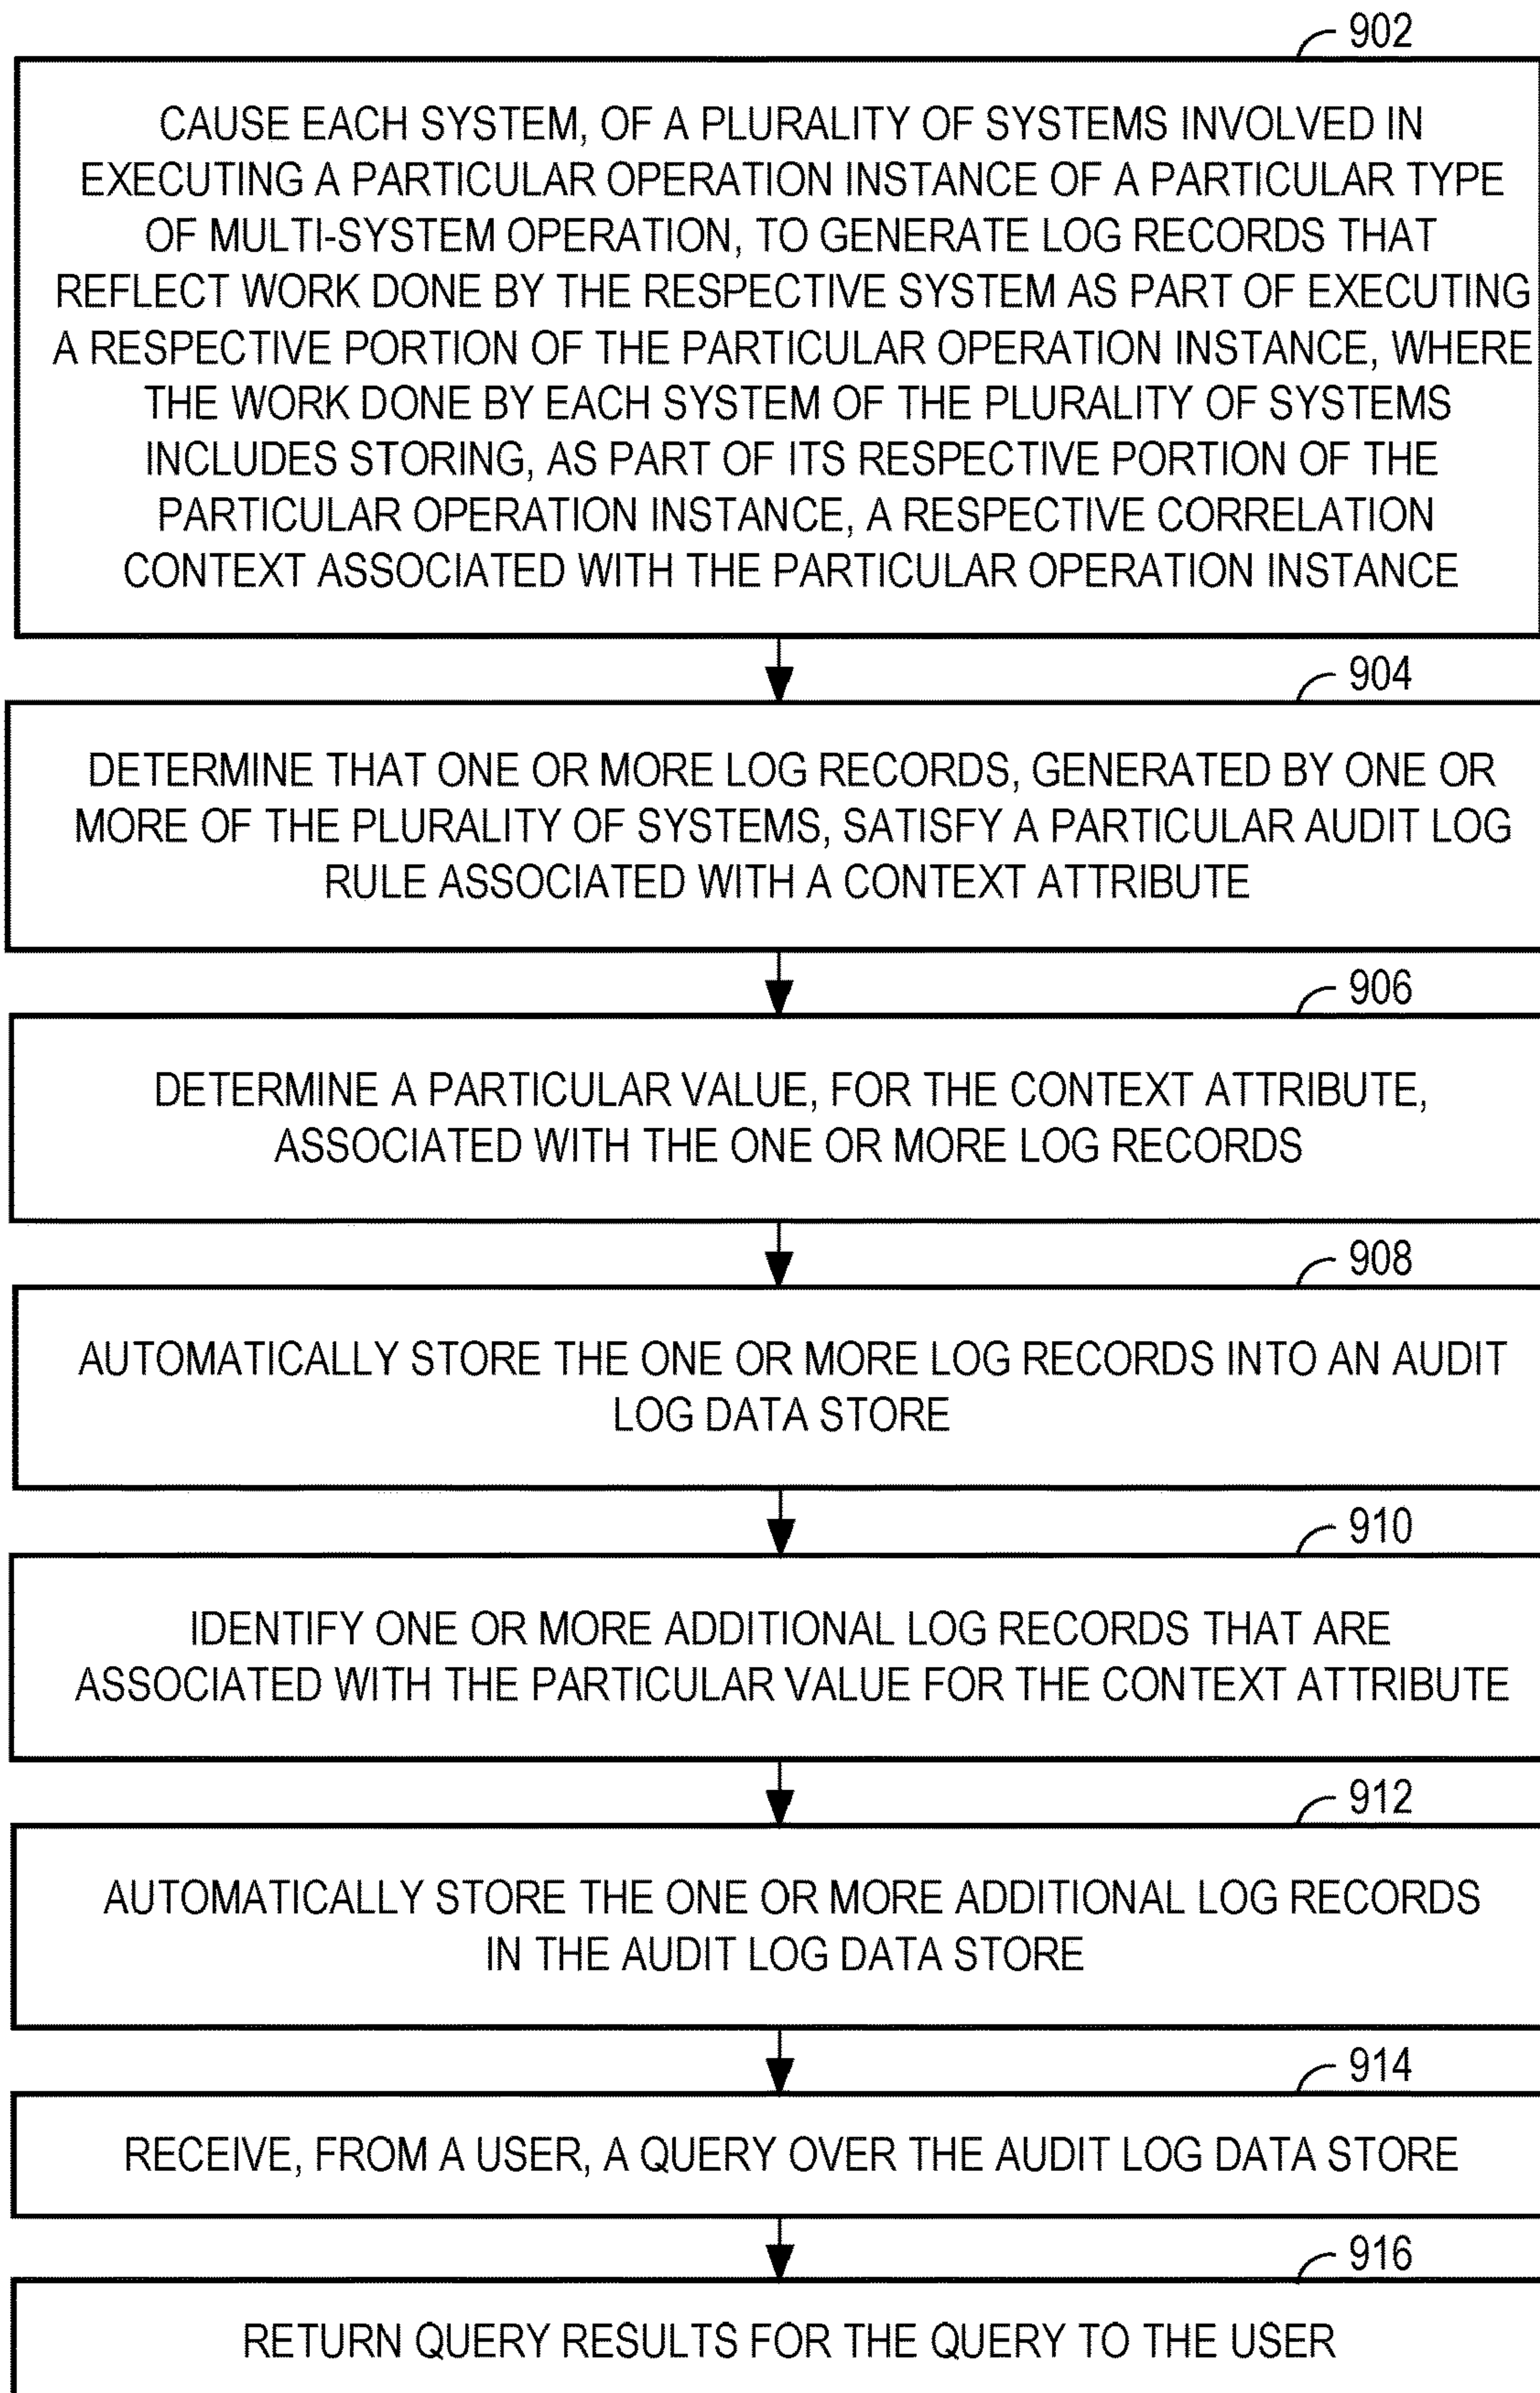 902
CAUSE EACH SYSTEM, OF A PLURALITY OF SYSTEMS INVOLVED IN
EXECUTING A PARTICULAR OPERATION INSTANCE OF A PARTICULAR TYPE
OF MULTI-SYSTEM OPERATION, TO GENERATE LOG RECORDS THAT
REFLECT WORK DONE BY THE RESPECTIVE SYSTEM AS PART OF EXECUTING
A RESPECTIVE PORTION OF THE PARTICULAR OPERATION INSTANCE, WHERE
THE WORK DONE BY EACH SYSTEM OF THE PLURALITY OF SYSTEMS
INCLUDES STORING, AS PART OF ITS RESPECTIVE PORTION OF THE
PARTICULAR OPERATION INSTANCE, A RESPECTIVE CORRELATION
CONTEXT ASSOCIATED WITH THE PARTICULAR OPERATION INSTANCE
904
DETERMINE THAT ONE OR MORE LOG RECORDS, GENERATED BY ONE OR
MORE OF THE PLURALITY OF SYSTEMS, SATISFY A PARTICULAR AUDIT LOG
RULE ASSOCIATED WITH A CONTEXT ATTRIBUTE
906
DETERMINE A PARTICULAR VALUE, FOR THE CONTEXT ATTRIBUTE,
ASSOCIATED WITH THE ONE OR MORE LOG RECORDS
908
AUTOMATICALLY STORE THE ONE OR MORE LOG RECORDS INTO AN AUDIT
LOG DATA STORE
910
IDENTIFY ONE OR MORE ADDITIONAL LOG RECORDS THAT ARE
ASSOCIATED WITH THE PARTICULAR VALUE FOR THE CONTEXT ATTRIBUTE
912
AUTOMATICALLY STORE THE ONE OR MORE ADDITIONAL LOG RECORDS
IN THE AUDIT LOG DATA STORE
914
RECEIVE, FROM A USER, A QUERY OVER THE AUDIT LOG DATA STORE
916
RETURN QUERY RESULTS FOR THE QUERY TO THE USER